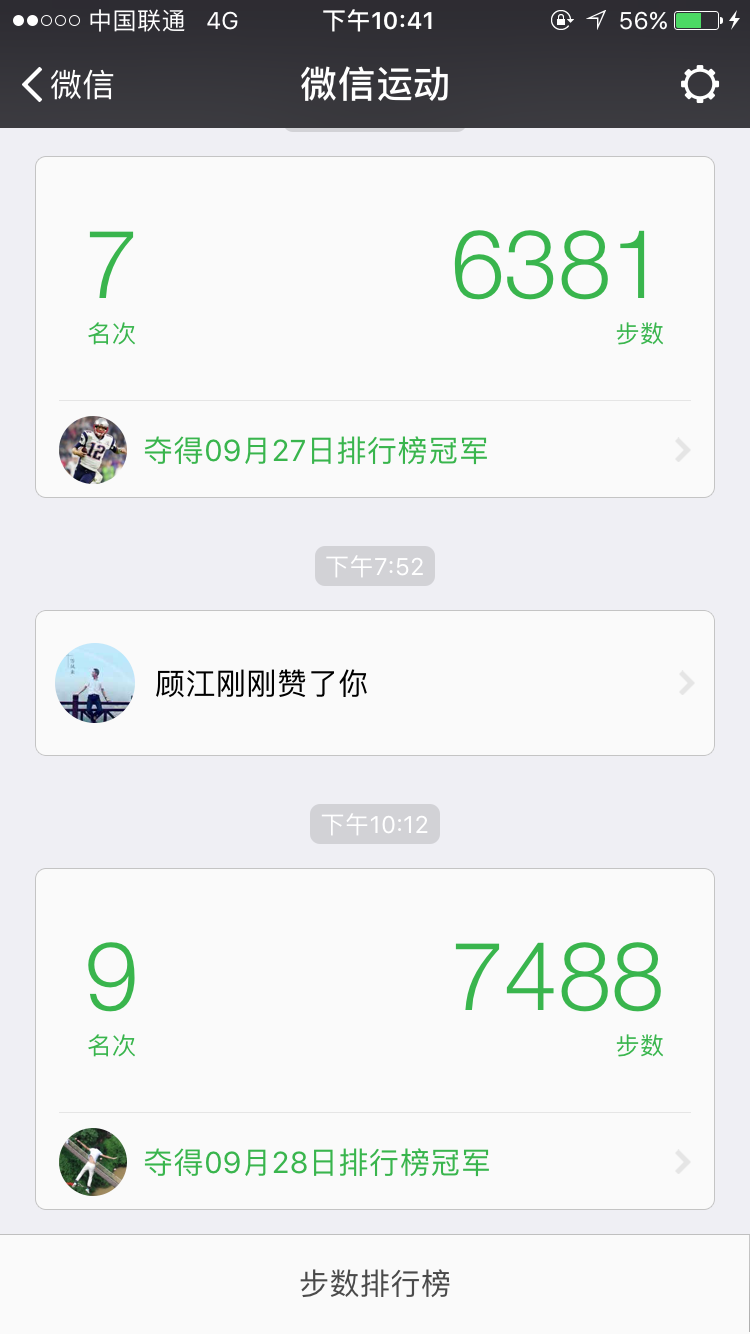 中国联通 4G 下午10:41 56%
微信 微信运动
7 6381
名次 步数
夺得09月27日排行榜冠军
下午7:52
顾江刚刚赞了你
下午10:12
9 7488
名次 步数
夺得09月28日排行榜冠军
步数排行榜